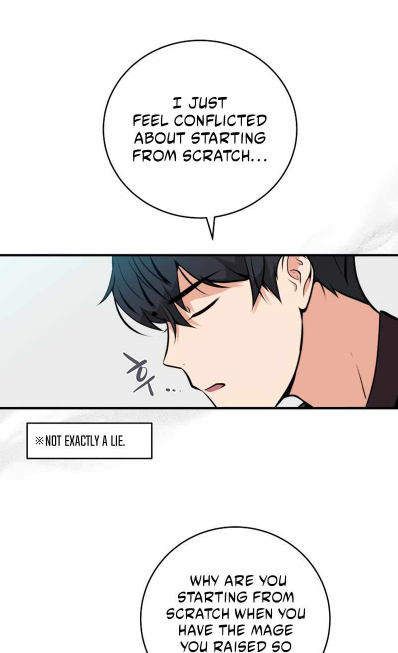 I JUST
FEEL CONFLICTED
ABOUT STARTING
FROM SCRATCH...
후...
※NOT EXACTLY A LIE.
WHY ARE YOU
STARTING FROM
SCRATCH WHEN YOU
HAVE THE MAGE
YOU RAISED SO